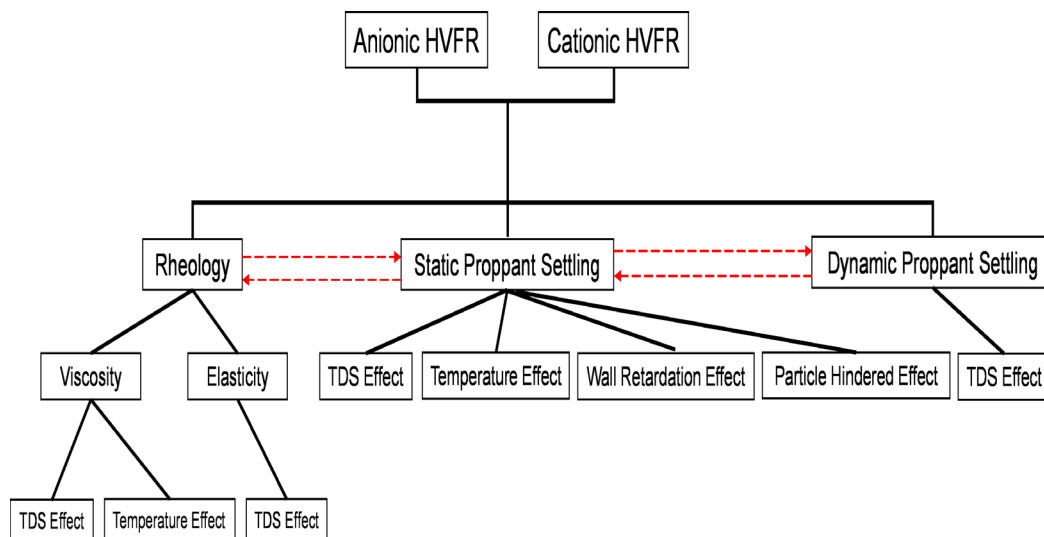 Anionic HVFR
Cationic HVFR
Rheology
Static Proppant Settling
Dynamic Proppant Settling
Viscosity
Elasticity
TDS Effect
Temperature Effect
Wall Retardation Effect
Particle Hindered Effect
TDS Effect
TDS Effect
Temperature Effect
TDS Effect